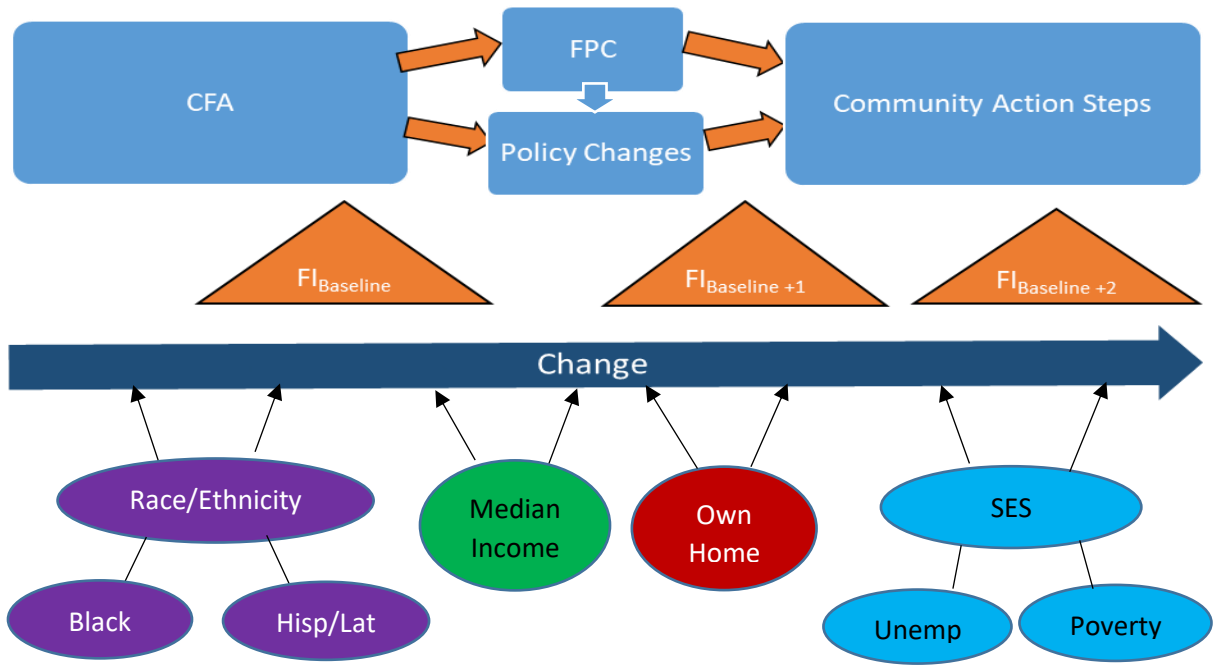 FPC
CFA
Community Action Steps
Policy Changes
FIBaseline
FIBaseline +1
FIBaseline +2
Change
Race/Ethnicity
Median
Income
Own
Home
SES
Black
Hisp/Lat
Unemp
Poverty